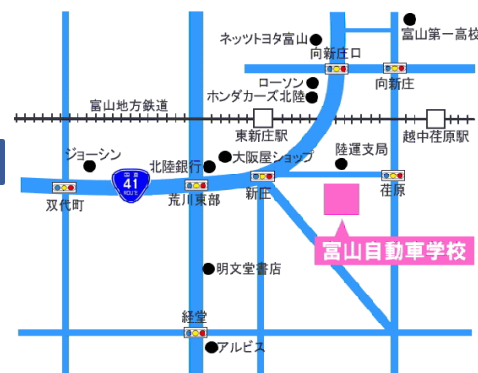 ネッツトヨタ富山
富山第一高校
向新庄口
向新庄
ローソン
ホンダカーズ北陸
富山地方鉄道
東新庄駅
越中荏原駅
ジョーシン
北陸銀行
大阪屋ショップ
陸運支局
国道
41
ROUTE
双代町
荒川東部
新庄
荏原
富山自動車学校
明文堂書店
経堂
アルビス